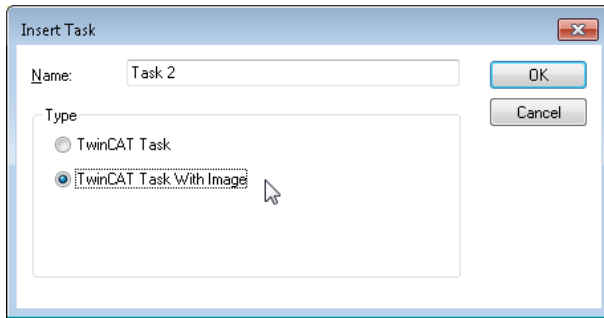 Insert Task
Name: Task 2
OK
Cancel
Type
TwinCAT Task
TwinCAT Task With Image